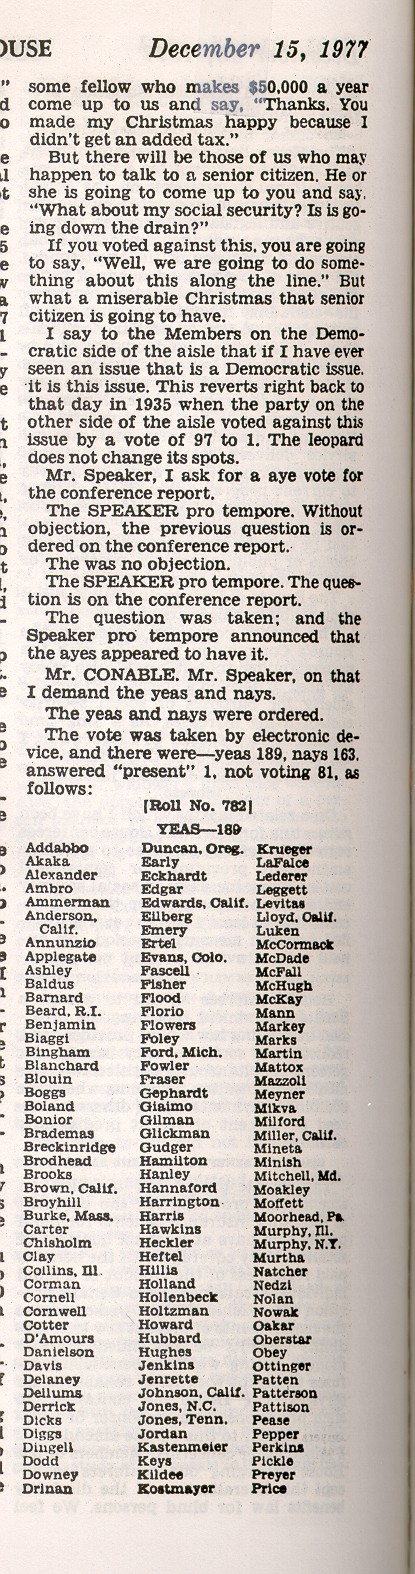 OUSE December 15, 1977
some fellow who makes $50,000 a year
come up to us and say, "Thanks. You
made my Christmas happy because I
didn't get an added tax."
But there will be those of us who may
happen to talk to a senior citizen. He or
she is going to come up to you and say,
"What about my social security? Is is go-
ing down the drain?"
If you voted against this, you are going
to say, "Well, we are going to do some-
thing about this along the line." But
what a miserable Christmas that senior
citizen is going to have.
I say to the Members on the Demo-
cratic side of the aisle that if I have ever
seen an issue that is a Democratic issue,
it is this issue. This reverts right back to
that day in 1935 when the party on the
other side of the aisle voted against this
issue by a vote of 97 to 1. The leopard
does not change its spots.
Mr. Speaker, I ask for a aye vote for
the conference report.
The SPEAKER pro tempore. Without
objection, the previous question is or-
dered on the conference report.
The was no objection.
The SPEAKER pro tempore. The ques-
tion is on the conference report.
The question was taken; and the
Speaker pro tempore announced that
the ayes appeared to have it.
Mr. CONABLE. Mr. Speaker, on that
I demand the yeas and nays.
The yeas and nays were ordered.
The vote was taken by electronic de-
vice, and there were—yeas 189, nays 163,
answered "present" 1, not voting 81, as
follows:
[Roll No. 782]
YEAS—189
Addabbo
Akaka
Alexander
Ambro
Ammerman
Anderson,
Calif.
Annunzio
Applegate
Ashley
Baldus
Barnard
Beard, R.I.
Benjamin
Biaggi
Bingham
Blanchard
Blouin
Boggs
Boland
Bonior
Brademas
Breckinridge
Brodhead
Brooks
Brown, Calif.
Broyhill
Burke, Mass.
Carter
Chisholm
Clay
Collins, Ill.
Corman
Cornell
Cornwell
Cotter
D'Amours
Danielson
Davis
Delaney
Dellums
Derrick
Dicks
Diggs
Dingell
Dodd
Downey
Drinan
Duncan, Oreg.
Early
Eckhardt
Edgar
Edwards, Calif.
Eilberg
Emery
Ertel
Evans, Colo.
Fascell
Fisher
Flood
Florio
Flowers
Foley
Ford, Mich.
Fowler
Fraser
Gephardt
Giaimo
Gilman
Glickman
Gudger
Hamilton
Hanley
Hannaford
Harrington
Harris
Hawkins
Heckler
Heftel
Hillis
Holland
Hollenbeck
Holtzman
Howard
Hubbard
Hughes
Jenkins
Jenrette
Johnson, Calif.
Jones, N.C.
Jones, Tenn.
Jordan
Kastenmeier
Keys
Kildee
Kostmayer
Krueger
LaFalce
Lederer
Leggett
Levitas
Lloyd, Calif.
Luken
McCormack
McDade
McFall
McHugh
McKay
Mann
Markey
Marks
Martin
Mattox
Mazzoli
Meyner
Mikva
Milford
Miller, Calif.
Mineta
Minish
Mitchell, Md.
Moakley
Moffett
Moorhead, Pa.
Murphy, Ill.
Murphy, N.Y.
Murtha
Natcher
Nedzi
Nolan
Nowak
Oakar
Oberstar
Obey
Ottinger
Patten
Patterson
Pattison
Pease
Pepper
Perkins
Pickle
Preyer
Price